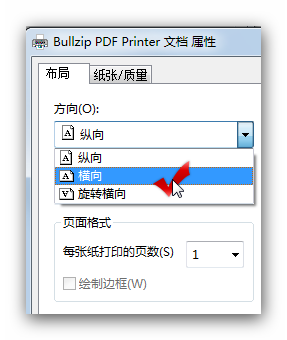 Bullzip PDF Printer 文档 属性
布局
纸张/质量
方向(O):
纵向
纵向
横向
旋转横向
页面格式
每张纸打印的页数(S)
1
绘制边框(W)